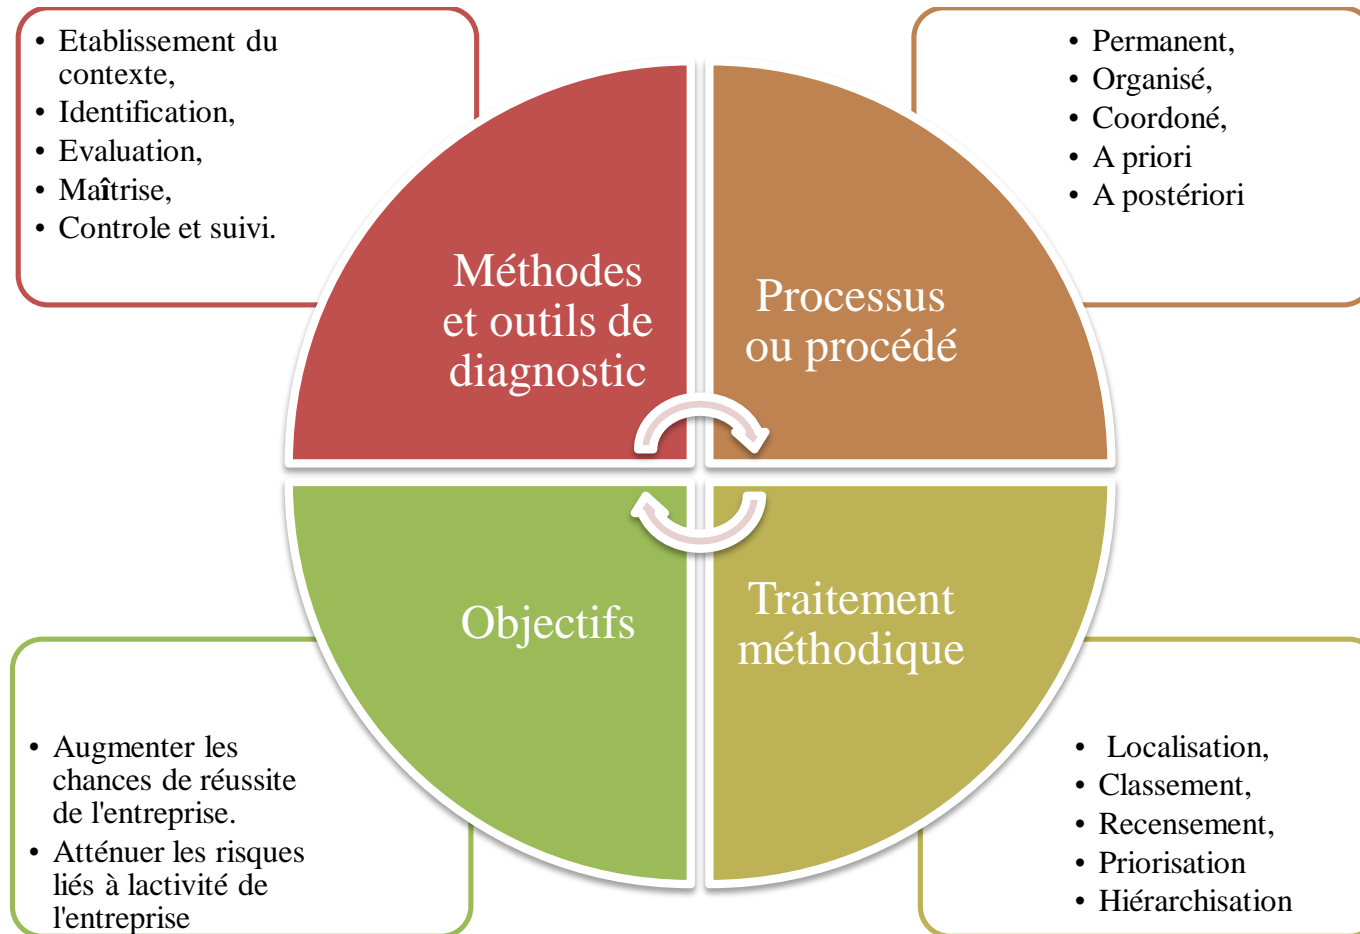 • Etablissement du
contexte,
• Identification,
• Evaluation,
• Maîtrise,
• Controle et suivi.
• Permanent,
• Organisé,
• Coordoné,
• A priori
• A postériori
Méthodes
et outils de
diagnostic
Processus
ou procédé
Objectifs
Traitement
méthodique
• Augmenter les
chances de réussite
de l'entreprise.
• Atténuer les risques
liés à lactivité de
l'entreprise
• Localisation,
• Classement,
• Recensement,
• Priorisation
• Hiérarchisation